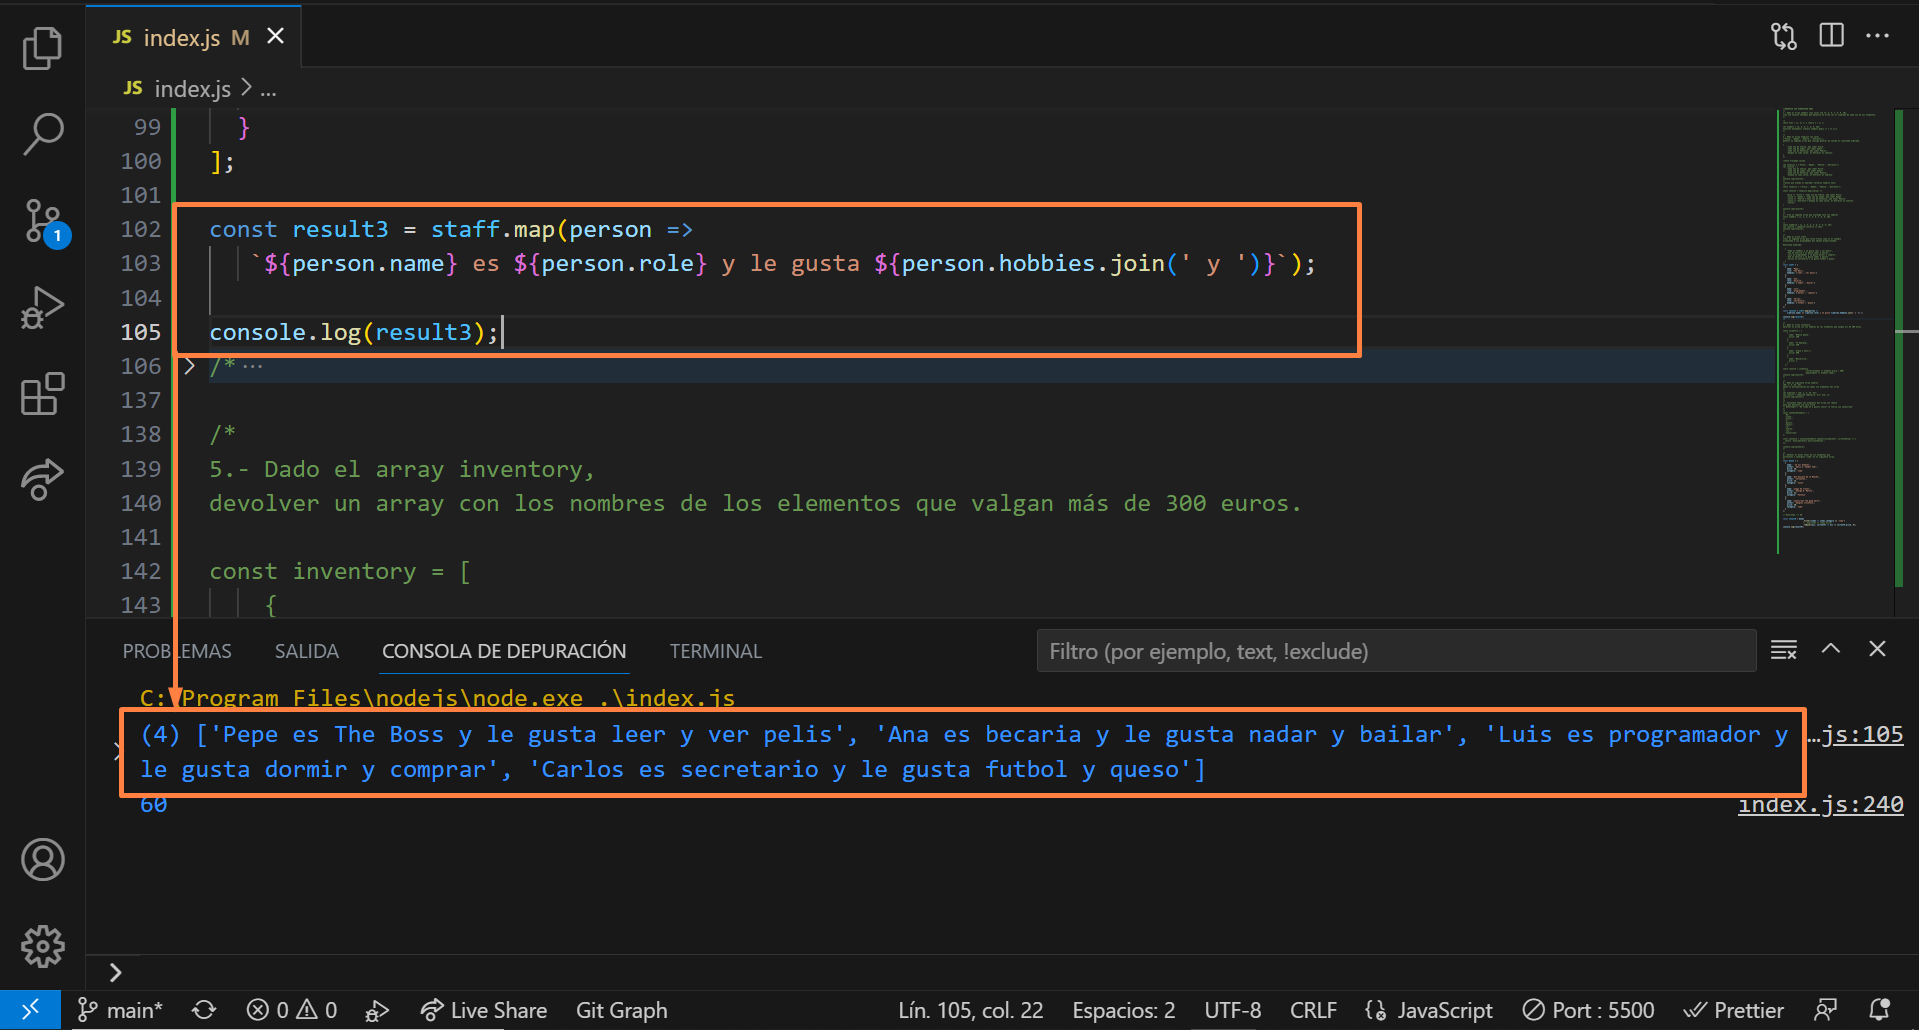 JS index.js M
JS index.js > ...
99 }
100 ];
101
102 const result3 = staff.map(person =>
103 `${person.name} es ${person.role} y le gusta ${person.hobbies.join(' y ')}`);
104
105 console.log(result3);
106 /* ...
137
138 /*
139 5.- Dado el array inventory,
140 devolver un array con los nombres de los elementos que valgan más de 300 euros.
141
142 const inventory = [
143 {
1
PROBLEMAS SALIDA CONSOLA DE DEPURACIÓN TERMINAL Filtro (por ejemplo, text, !exclude)
C:\Program Files\nodejs\node.exe .\index.js
(4) ['Pepe es The Boss y le gusta leer y ver pelis', 'Ana es becaria y le gusta nadar y bailar', 'Luis es programador y …js:105
le gusta dormir y comprar', 'Carlos es secretario y le gusta futbol y queso']
60 index.js:240
main* 0 0 Live Share Git Graph Lín. 105, col. 22 Espacios: 2 UTF-8 CRLF JavaScript Port : 5500 Prettier